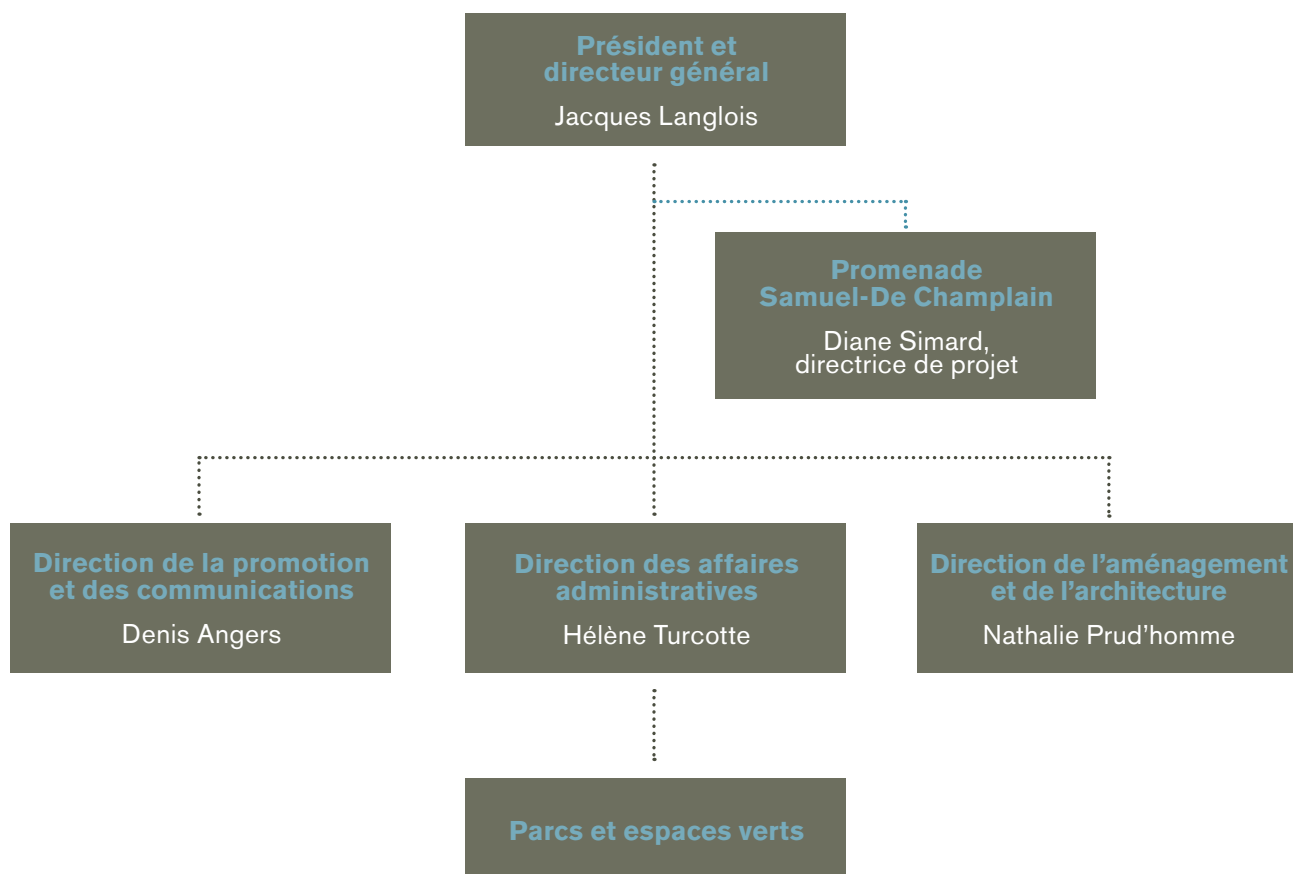 Président et
directeur général
Jacques Langlois
Promenade
Samuel-De Champlain
Diane Simard,
directrice de projet
Direction de la promotion
et des communications
Denis Angers
Direction des affaires
administratives
Hélène Turcotte
Direction de l’aménagement
et de l’architecture
Nathalie Prud’homme
Parcs et espaces verts